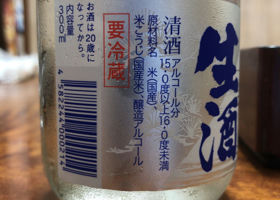 生酒
清酒
アルコール分
15.0度以上16.0度未満
原材料名 米(国産)、
米こうじ(国産米)、醸造アルコール
要冷蔵
お酒は20歳に
なってから。
内容量
300ml
4582244000214